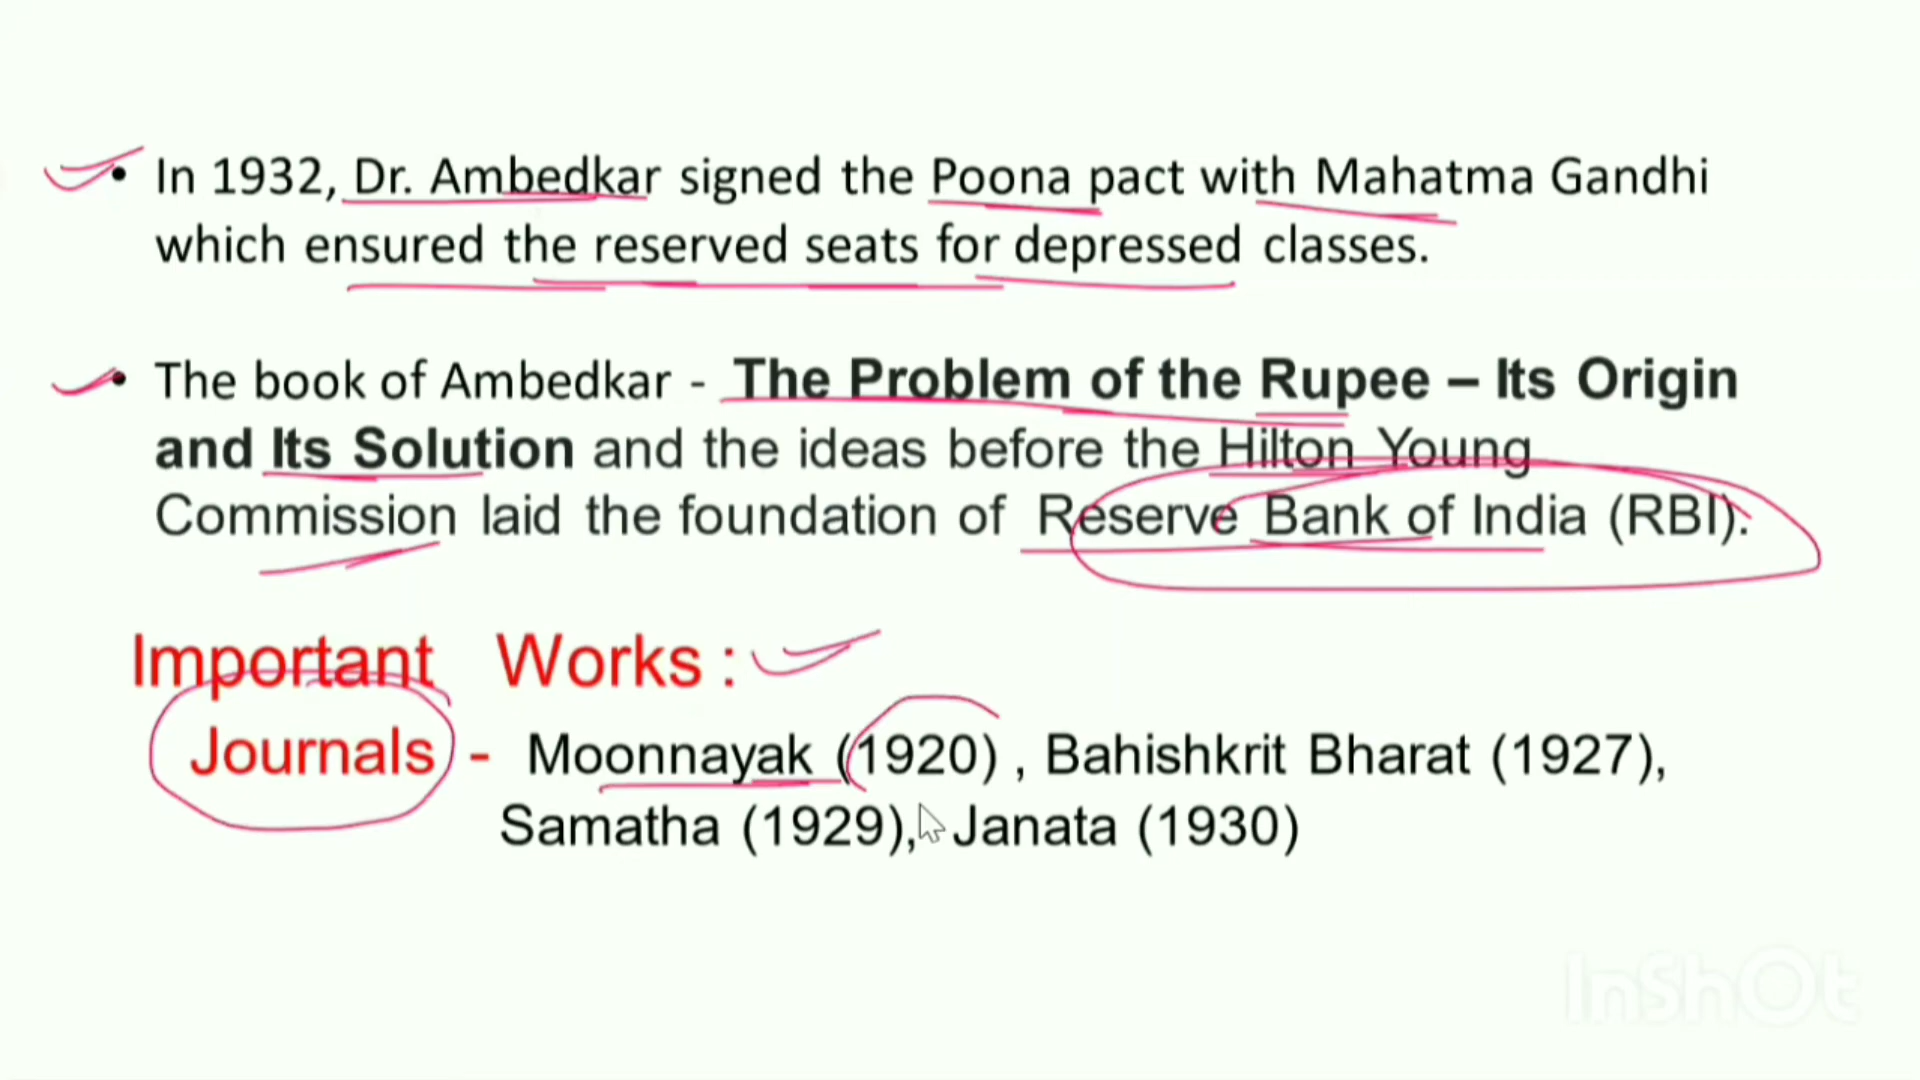 • In 1932, Dr. Ambedkar signed the Poona pact with Mahatma Gandhi
which ensured the reserved seats for depressed classes.
• The book of Ambedkar - The Problem of the Rupee – Its Origin
and Its Solution and the ideas before the Hilton Young
Commission laid the foundation of Reserve Bank of India (RBI).
Important Works :
Journals - Moonnayak (1920) , Bahishkrit Bharat (1927),
Samatha (1929), Janata (1930)
InShOt